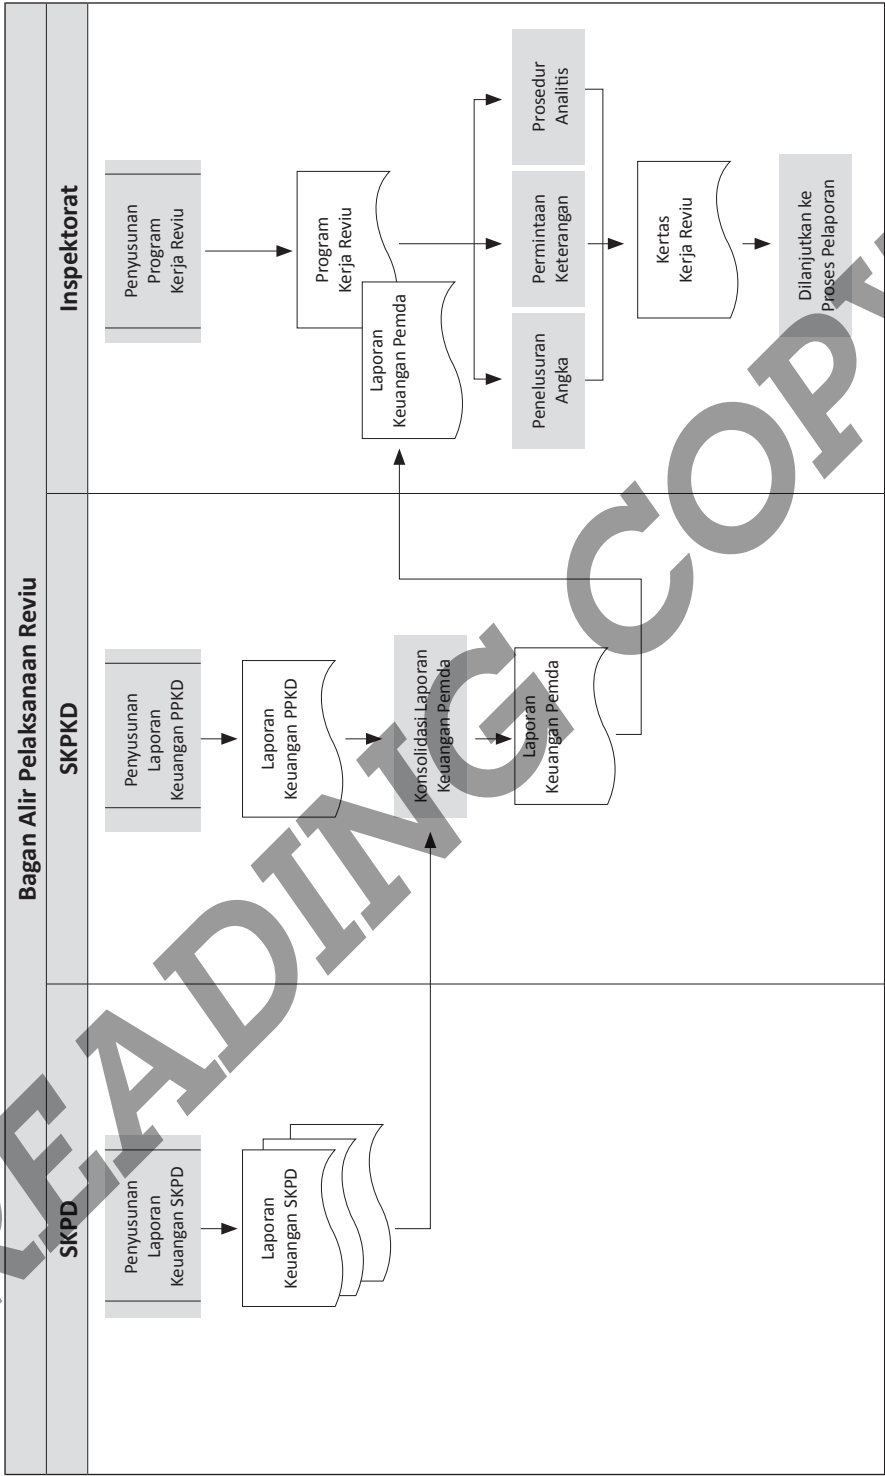 Bagan Alir Pelaksanaan Reviu
SKPD
SKPKD
Inspektorat
Penyusunan
Laporan
Keuangan SKPD
Laporan
Keuangan SKPD
Penyusunan
Laporan
Keuangan PPKD
Laporan
Keuangan PPKD
Konsolidasi Laporan
Keuangan Pemda
Laporan
Keuangan Pemda
Penyusunan
Program
Kerja Reviu
Program
Kerja Reviu
Laporan
Keuangan Pemda
Penelusuran
Angka
Permintaan
Keterangan
Prosedur
Analitis
Kertas
Kerja Reviu
Dilanjutkan ke
Proses Pelaporan
READING COPY